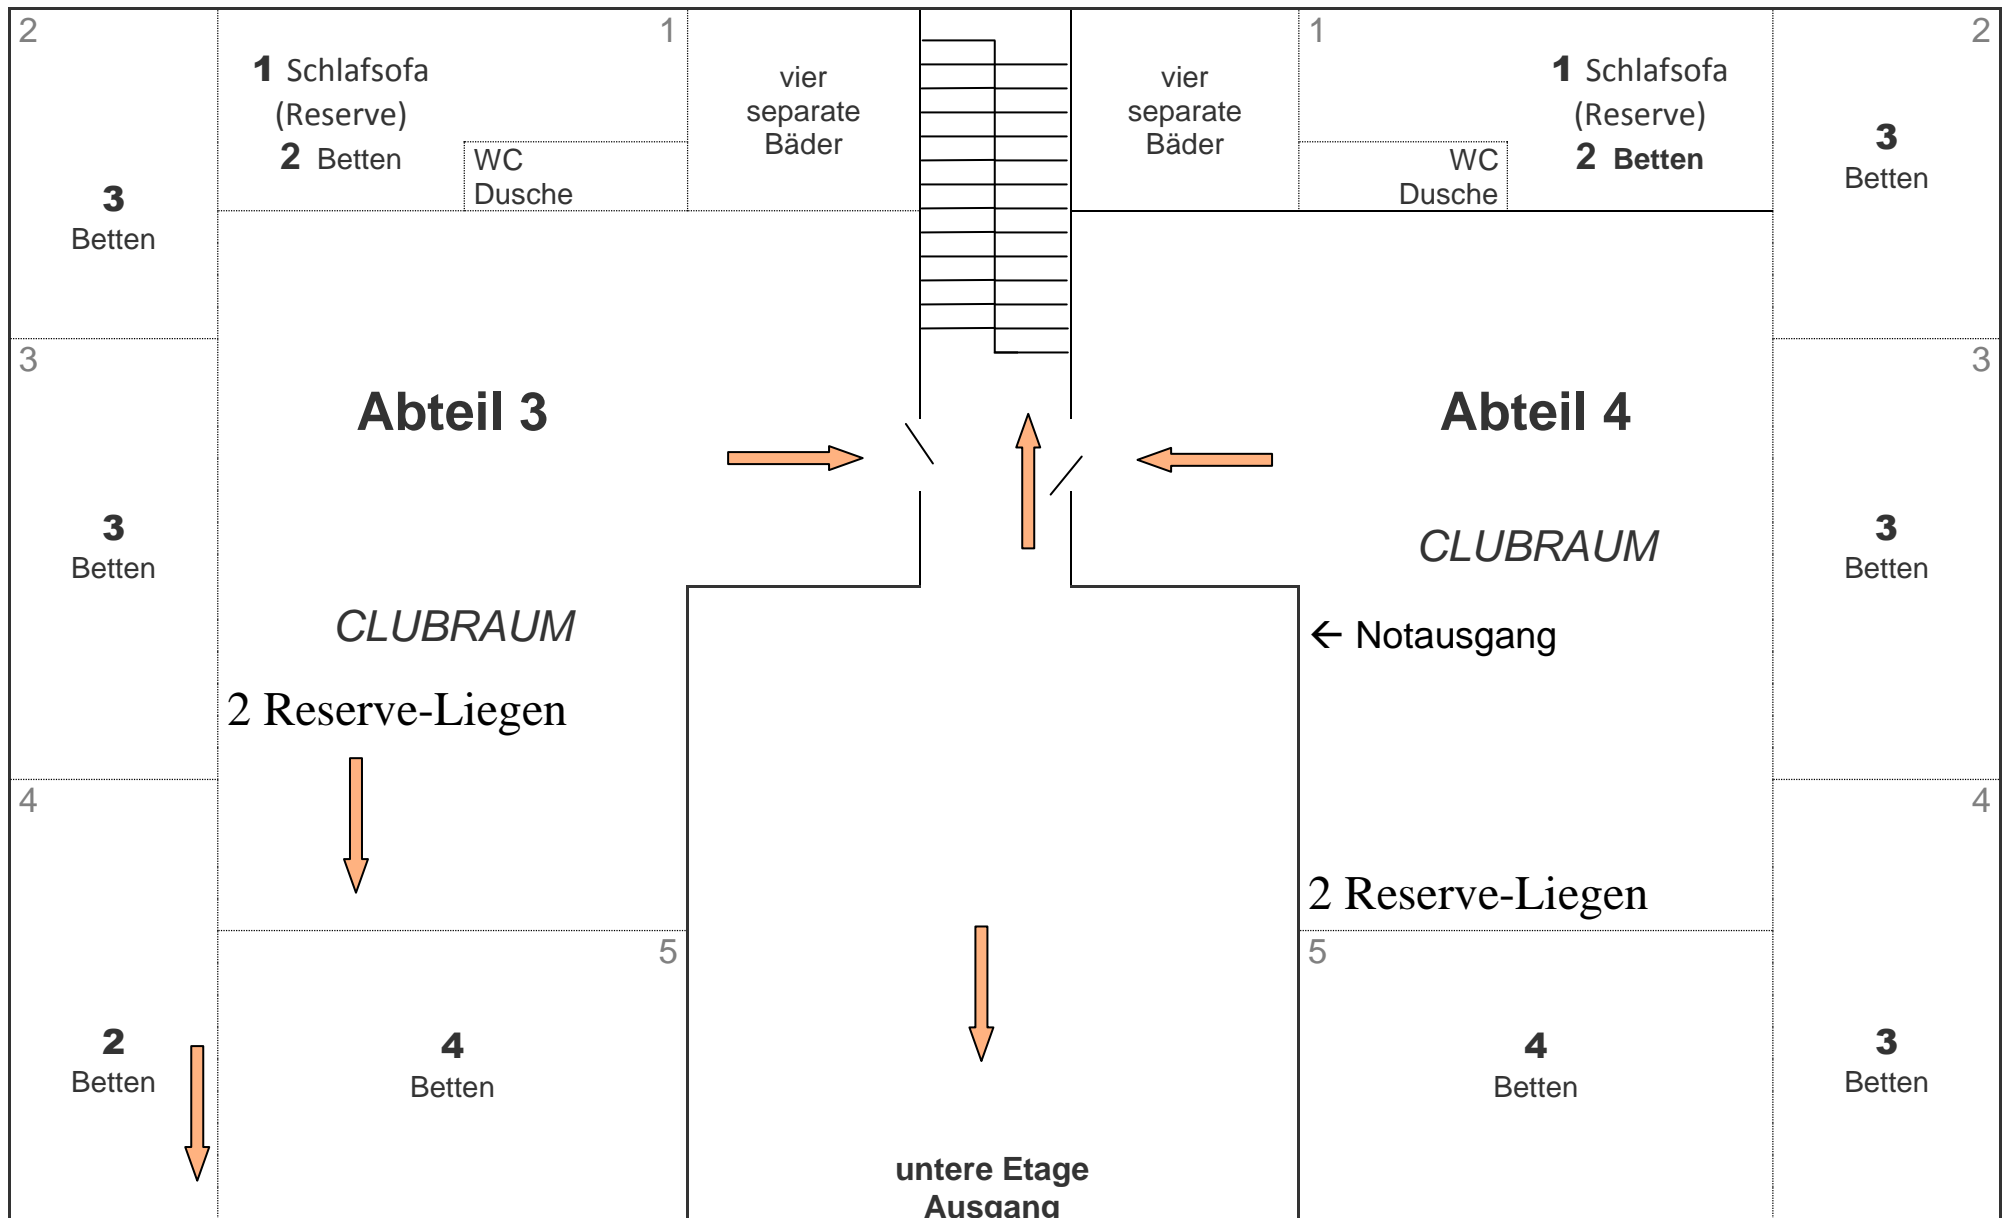 2
1
1 Schlafsofa
(Reserve)
2 Betten
WC
Dusche
vier
separate
Bäder
vier
separate
Bäder
1
1 Schlafsofa
(Reserve)
2 Betten
WC
Dusche
2
3
Betten
3
Betten
3
3
Betten
Abteil 3
CLUBRAUM
2 Reserve-Liegen
Abteil 4
CLUBRAUM
← Notausgang
2 Reserve-Liegen
3
3
Betten
4
2
Betten
5
4
Betten
untere Etage
Ausgang
5
4
Betten
4
3
Betten